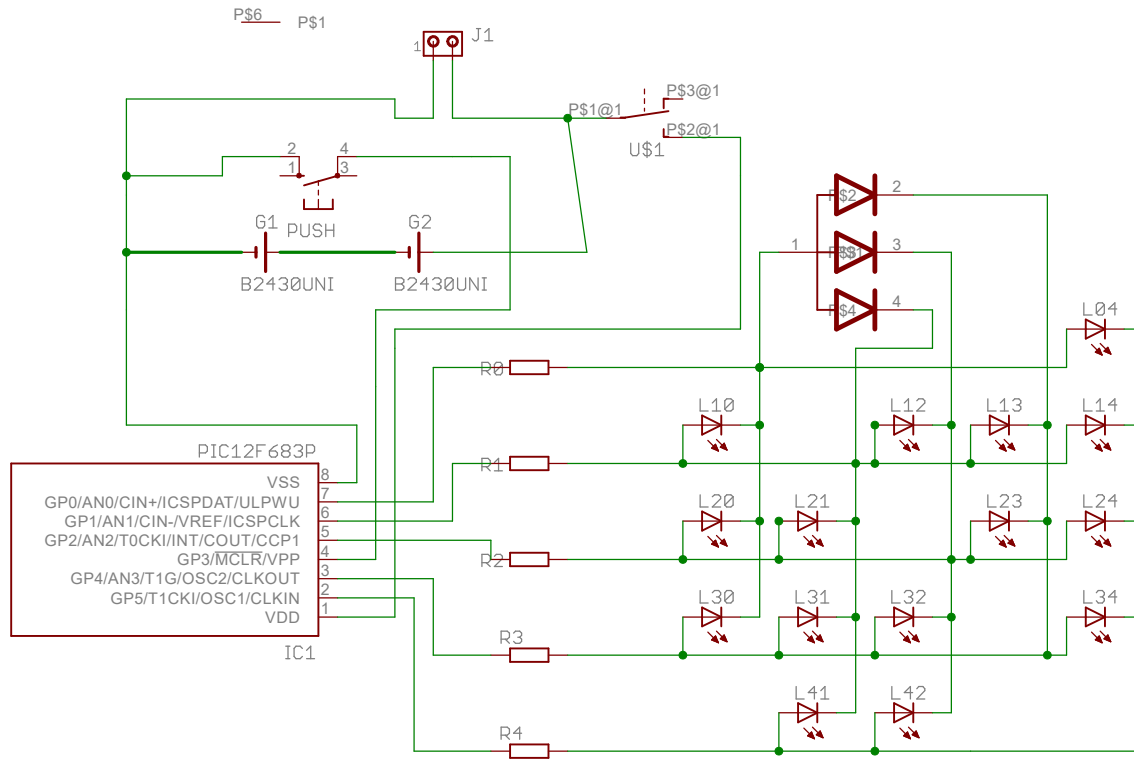 P$6
P$1
J1
1
P$3@1
P$1@1
P$2@1
U$1
2
4
1
3
PUSH
G1
G2
B2430UNI
B2430UNI
P$2
2
1
3
P$4
4
L04
R0
L10
L12
L13
L14
PIC12F683P
R1
VSS
8
GP0/AN0/CIN+/ICSPDAT/ULPWU
7
GP1/AN1/CIN-/VREF/ICSPCLK
6
GP2/AN2/T0CKI/INT/COUT/CCP1
5
GP3/MCLR/VPP
4
GP4/AN3/T1G/OSC2/CLKOUT
3
GP5/T1CKI/OSC1/CLKIN
2
VDD
1
IC1
L20
L21
L23
L24
R2
L30
L31
L32
L34
R3
L41
L42
R4